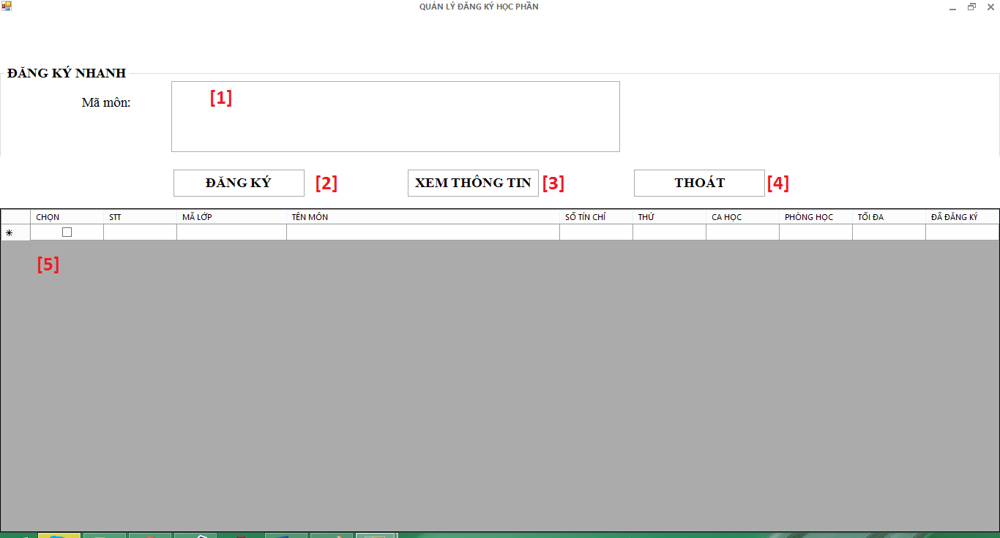 QUẢN LÝ ĐĂNG KÝ HỌC PHẦN
ĐĂNG KÝ NHANH
Mã môn:
[1]
ĐĂNG KÝ [2] XEM THÔNG TIN [3] THOÁT [4]
CHỌN STT MÃ LỚP TÊN MÔN SỐ TÍN CHỈ THỨ CA HỌC PHÒNG HỌC TỐI ĐA ĐÃ ĐĂNG KÝ
[5]